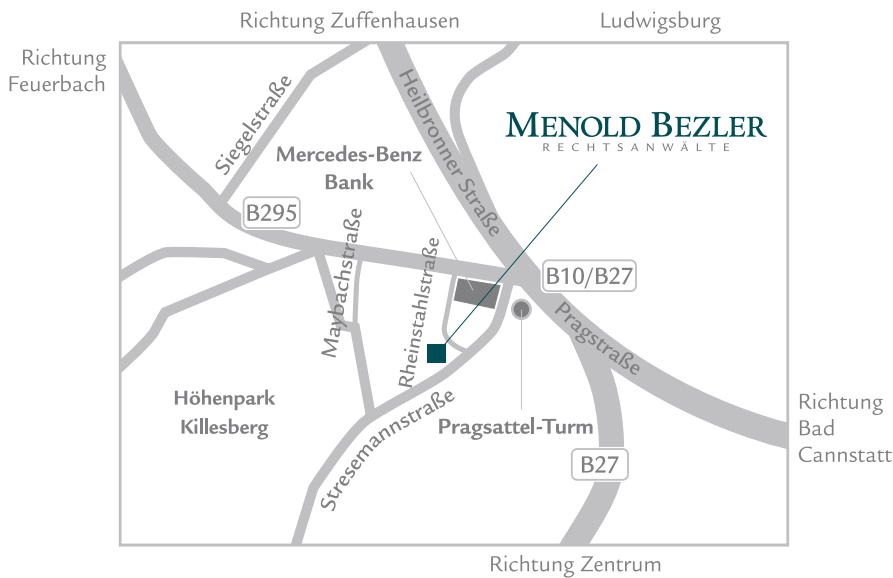 Richtung Zuffenhausen
Ludwigsburg
Richtung
Feuerbach
Siegelstraße
Heilbronner Straße
MENOLD BEZLER
RECHTSANWÄLTE
Mercedes-Benz
Bank
B295
Maybachstraße
Rheinstahlstraße
B10/B27
Pragstraße
Höhenpark
Killesberg
Stresemannstraße
Pragsattel-Turm
Richtung
Bad
Cannstatt
B27
Richtung Zentrum